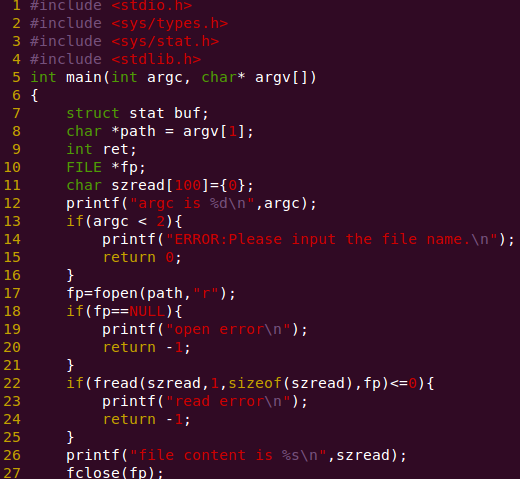 1 #include <stdio.h>
2 #include <sys/types.h>
3 #include <sys/stat.h>
4 #include <stdlib.h>
5 int main(int argc, char* argv[])
6 {
7     struct stat buf;
8     char *path = argv[1];
9     int ret;
10     FILE *fp;
11     char szread[100]={0};
12     printf("argc is %d\n",argc);
13     if(argc < 2){
14         printf("ERROR:Please input the file name.\n");
15         return 0;
16     }
17     fp=fopen(path,"r");
18     if(fp==NULL){
19         printf("open error\n");
20         return -1;
21     }
22     if(fread(szread,1,sizeof(szread),fp)<=0){
23         printf("read error\n");
24         return -1;
25     }
26     printf("file content is %s\n",szread);
27     fclose(fp);